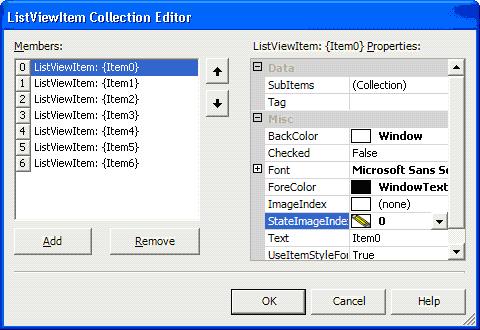 ListViewItem Collection Editor
Members:
ListViewItem: {Item0} Properties:
0 ListViewItem: {Item0}
1 ListViewItem: {Item1}
2 ListViewItem: {Item2}
3 ListViewItem: {Item3}
4 ListViewItem: {Item4}
5 ListViewItem: {Item5}
6 ListViewItem: {Item6}
Add
Remove
Data
SubItems (Collection)
Tag
Misc
BackColor Window
Checked False
Font Microsoft Sans Se
ForeColor WindowText
ImageIndex (none)
StateImageIndex 0
Text Item0
UseItemStyleFor True
OK
Cancel
Help